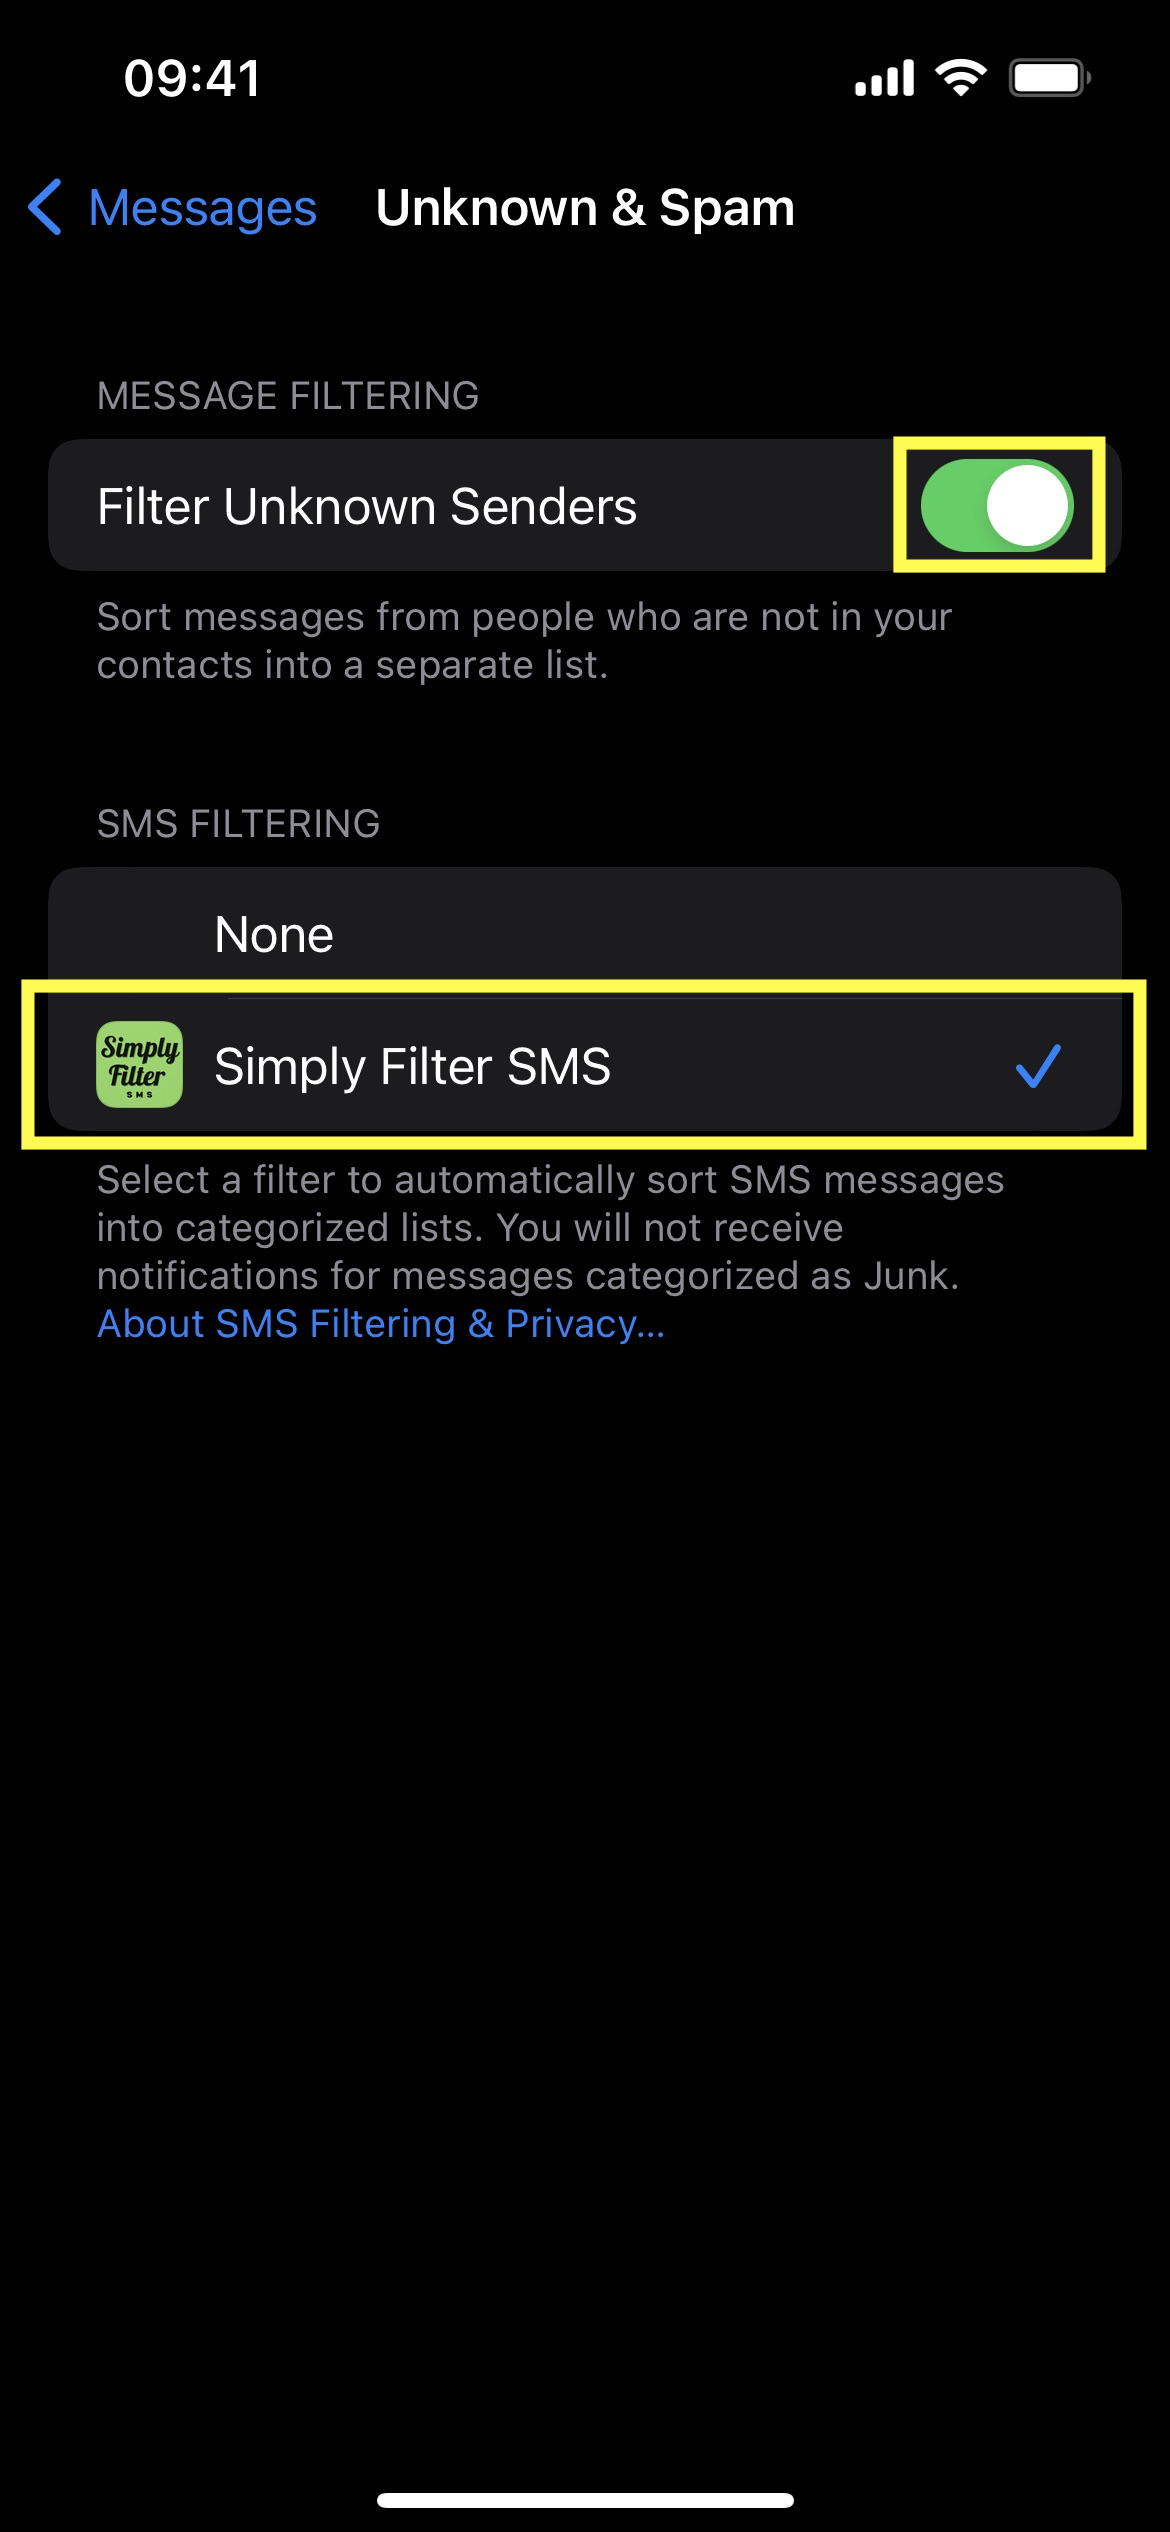 09:41
Messages
Unknown & Spam
MESSAGE FILTERING
Filter Unknown Senders
Sort messages from people who are not in your
contacts into a separate list.
SMS FILTERING
None
Simply
Filter
SMS
Simply Filter SMS
Select a filter to automatically sort SMS messages
into categorized lists. You will not receive
notifications for messages categorized as Junk.
About SMS Filtering & Privacy...